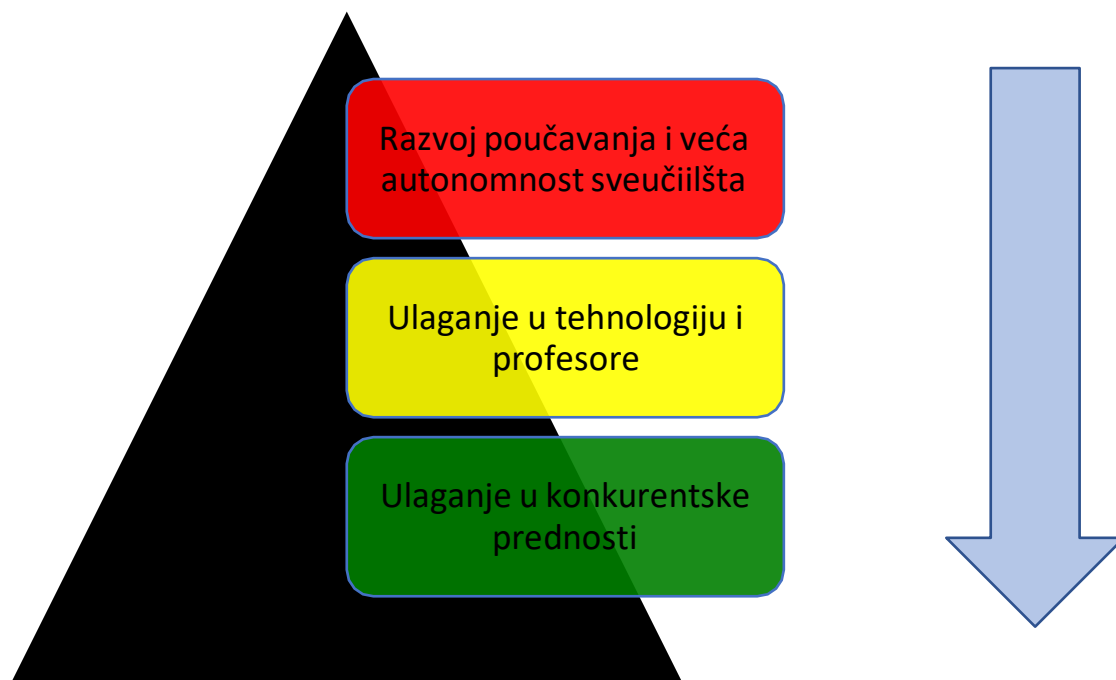 Razvoj poučavanja i veća
autonomnost sveučiilšta
Ulaganje u tehnologiju i
profesore
Ulaganje u konkurentske
prednosti